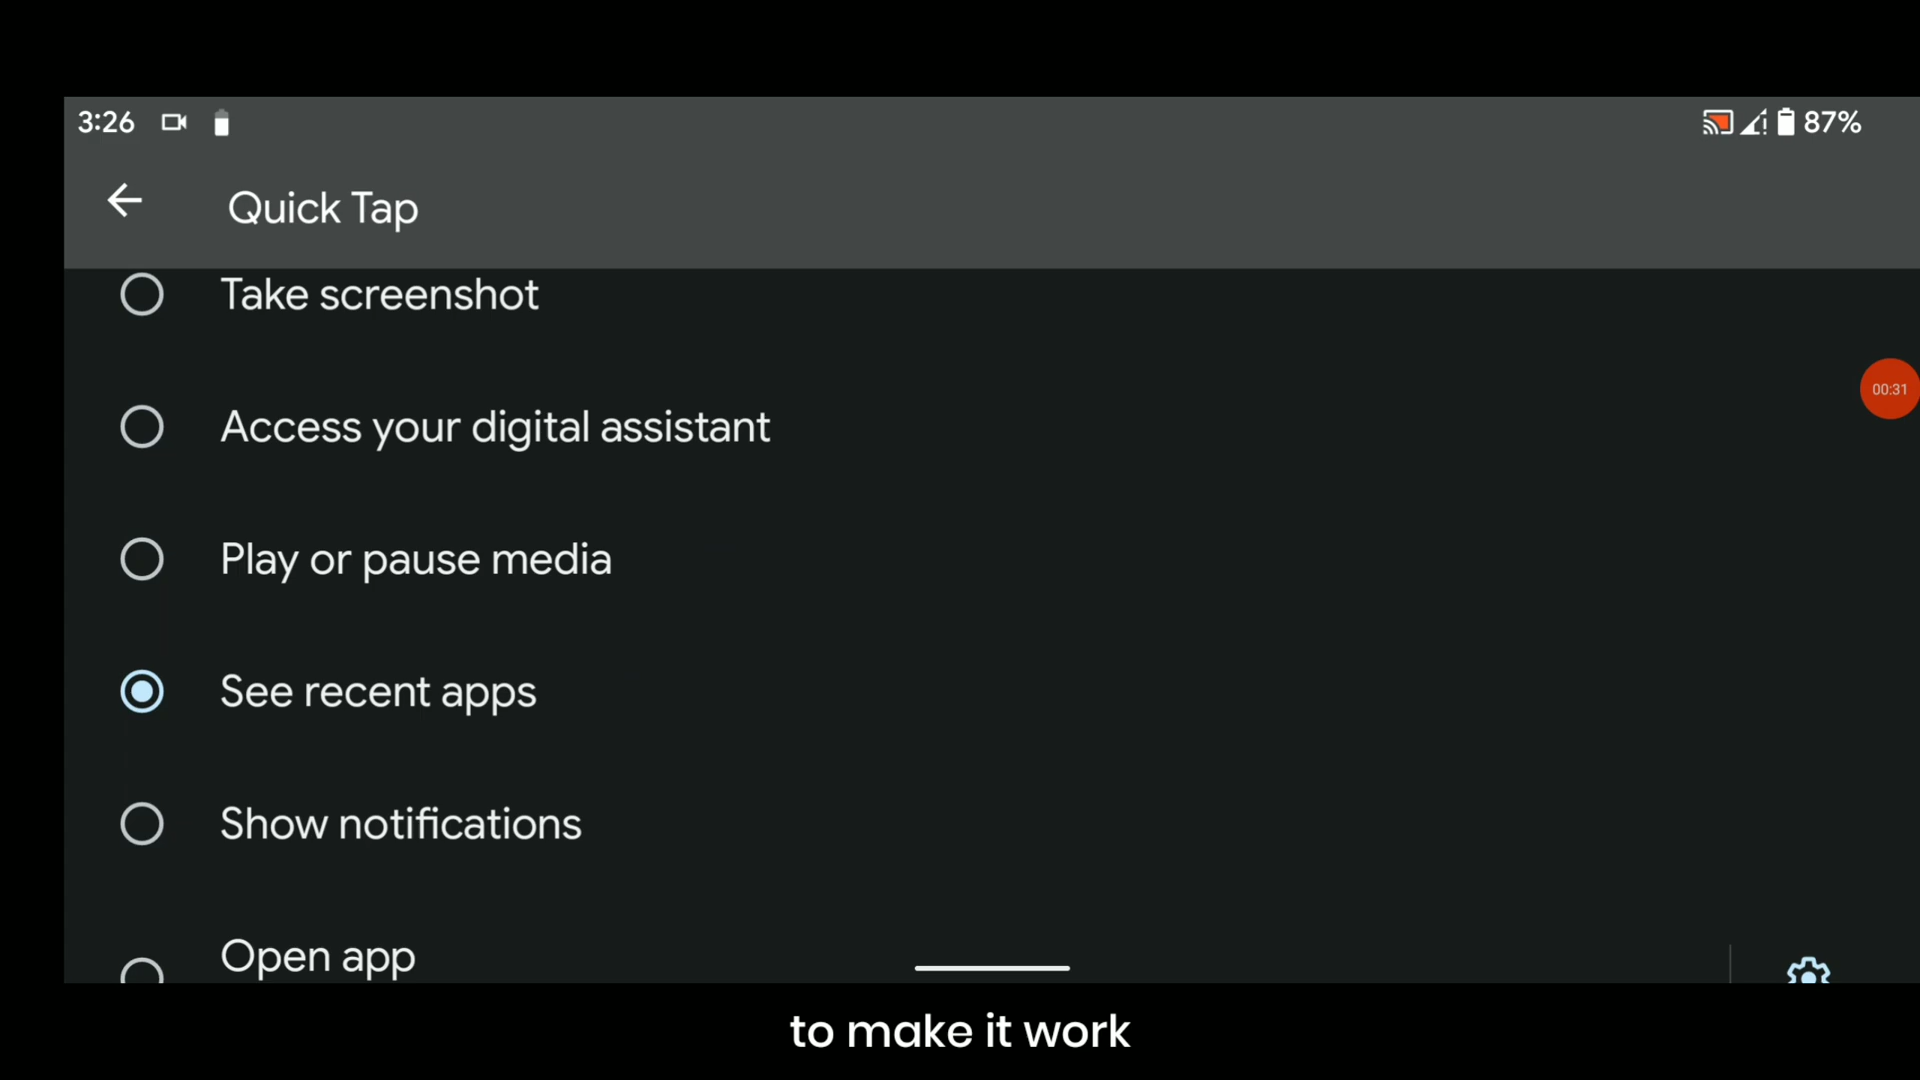 3:26
87%
Quick Tap
Take screenshot
Access your digital assistant
00:31
Play or pause media
See recent apps
Show notifications
Open app
to make it work